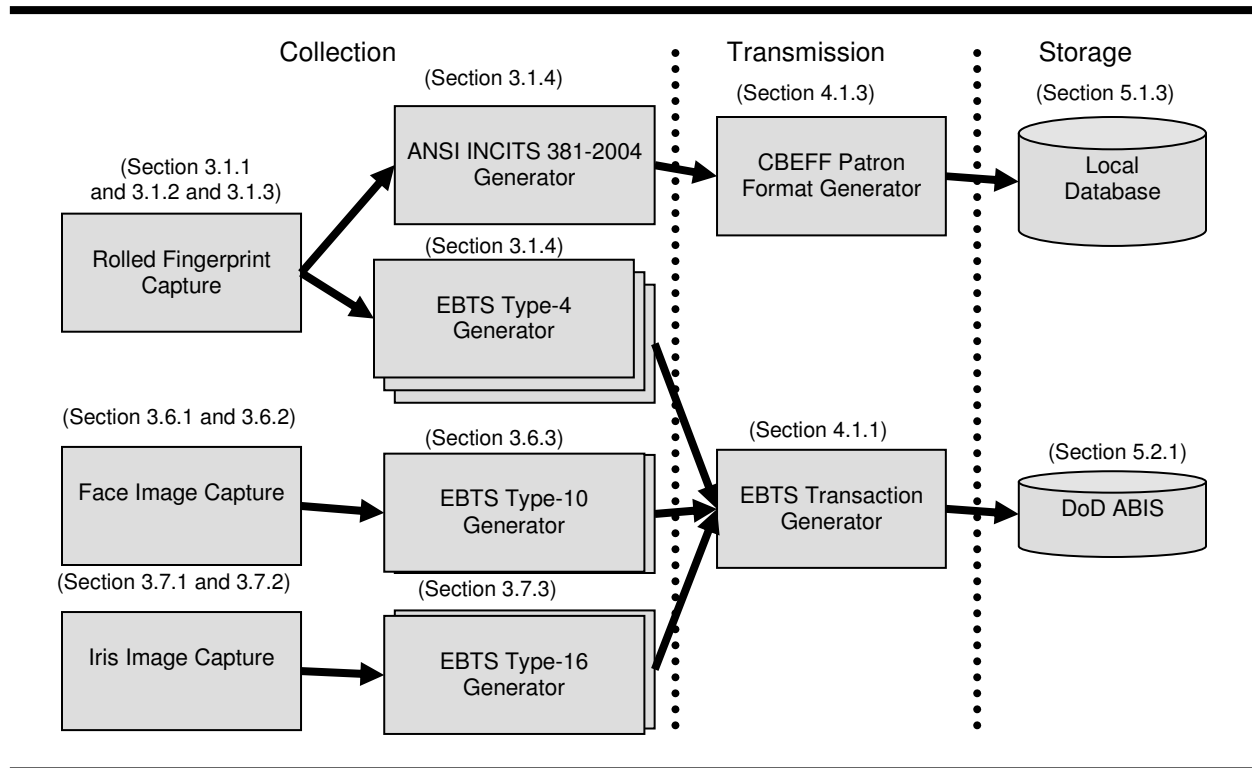 Collection
Transmission
Storage
(Section 3.1.4)
(Section 4.1.3)
(Section 5.1.3)
(Section 3.1.1
and 3.1.2 and 3.1.3)
ANSI INCITS 381-2004
Generator
CBEFF Patron
Format Generator
Local
Database
Rolled Fingerprint
Capture
(Section 3.1.4)
EBTS Type-4
Generator
(Section 3.6.1 and 3.6.2)
(Section 3.6.3)
(Section 4.1.1)
(Section 5.2.1)
Face Image Capture
EBTS Type-10
Generator
EBTS Transaction
Generator
DoD ABIS
(Section 3.7.1 and 3.7.2)
(Section 3.7.3)
Iris Image Capture
EBTS Type-16
Generator